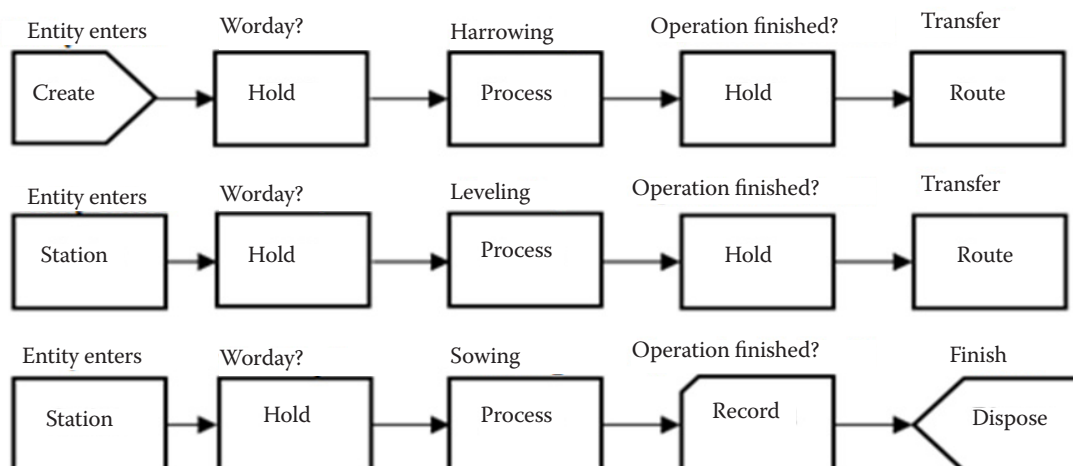 Entity enters
Worday?
Harrowing
Operation finished?
Transfer
Create
Hold
Process
Hold
Route
Entity enters
Worday?
Leveling
Operation finished?
Transfer
Station
Hold
Process
Hold
Route
Entity enters
Worday?
Sowing
Operation finished?
Finish
Station
Hold
Process
Record
Dispose